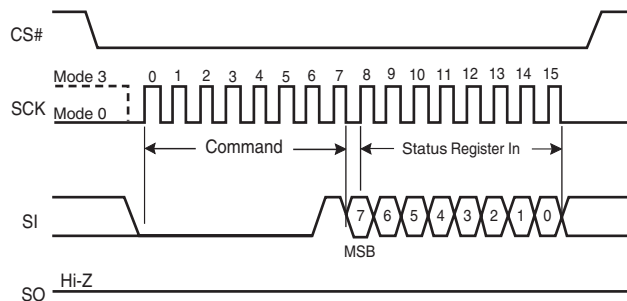 CS#
Mode 3
0 1 2 3 4 5 6 7 8 9 10 11 12 13 14 15
SCK
Mode 0
Command
Status Register In
SI
7 6 5 4 3 2 1 0
MSB
Hi-Z
SO